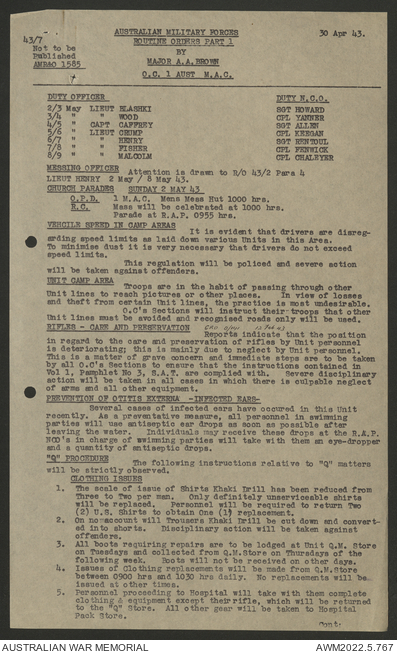 AUSTRALIAN MILITARY FORCES 30 Apr 43.
43/7 ROUTINE ORDERS PART 1
Not to be BY
Published MAJOR A.A.BROWN
AMR&O 1585
O.C. 1 AUST M.A.C.
DUTY OFFICER DUTY N.C.O.
2/3 May LIEUT BLASHKI SGT HOWARD
3/4 " " WOOD CPL YANNER
4/5 " CAPT CAFFREY SGT ALLEN
5/6 " LIEUT CRUMP CPL KEEGAN
6/7 " " HENRY SGT RENTOUL
7/8 " " FISHER CPL FENWICK
8/9 " " MALCOLM CPL CHALEYER
MESSING OFFICER Attention is drawn to R/O 43/2 Para 4
LIEUT HENRY 2 May / 8 May 43.
CHURCH PARADES SUNDAY 2 MAY 43
O.P.D. 1 M.A.C. Mens Mess Hut 1000 hrs.
R.C. Mass will be celebrated at 1000 hrs.
Parade at R.A.P. 0955 hrs.
VEHCILE SPEED IN CAMP AREAS
It is evident that drivers are disreg-
arding speed limits as laid down various Units in this Area.
To minimise dust it is very necessary that drivers do not exceed
speed limits.
This regulation will be policed and severe action
will be taken against offenders.
UNIT CAMP AREA
Troops are in the habit of passing through other
Unit lines to reach pictures or other places. In view of losses
and theft from certain Unit lines, the practice is most undesirable.
O.C's Sections will instruct their troops that other
Unit lines must be avoided and recognised roads only will be used.
RIFLES - CARE AND PRESERVATION
Reports indicate that the position
in regard to the care and preservation of rifles by Unit personnel
is deteriorating; this is mainly due to neglect by Unit personnel.
This is a matter of grave concern and immediate steps are to be taken
by all O.C's Sections to ensure that the instructions contained in
Vol 1, Pamphlet No 3, S.A.T. are complied with. Severe disciplinary
action will be taken in all cases in which there is culpable neglect
of arms and all other equipment.
PREVENTION OF OTITIS EXTERNA -INFECTED EARS-
Several cases of infected ears have occured in this Unit
recently. As a preventative measure, all personnel in swimming
parties will use antiseptic ear drops as soon as possible after
leaving the water. Individuals may receive these drops at the R.A.P.
NCO's in charge of swimming parties will take with them an eye-dropper
and a quantity of antiseptic drops.
"Q" PROCEDURE
The following instructions relative to "Q" matters
will be strictly observed.
CLOTHING ISSUES
1. The scale of issue of Shirts Khaki Drill has been reduced from
Three to Two per man. Only definitely unserviceable shirts
will be replaced. Personnel will be required to return Two
(2) U.S. Shirts to obtain One (1) replacement.
2. On no account will Trousers Khaki Drill be cut down and convert-
ed into shorts. Disciplinary action will be taken against
offenders.
3. All boots requiring repairs are to be lodged at Unit Q.M. Store
on Tuesdays and collected from Q.M.Store on Thursdays of the
following week. Boots will not be received on other days.
4. Issues of Clothing replacements will be made from Q.M.Store
between 0900 hrs and 1030 hrs daily. No replacements will be
issued at other times.
5. Personnel proceeding to Hospital will take with them complete
clothing & equipment except their rifle, which will be returned
to the "Q" Store. All other gear will be taken to Hospital
Pack Store.
Cont-
AUSTRALIAN WAR MEMORIAL AWM2022.5.767